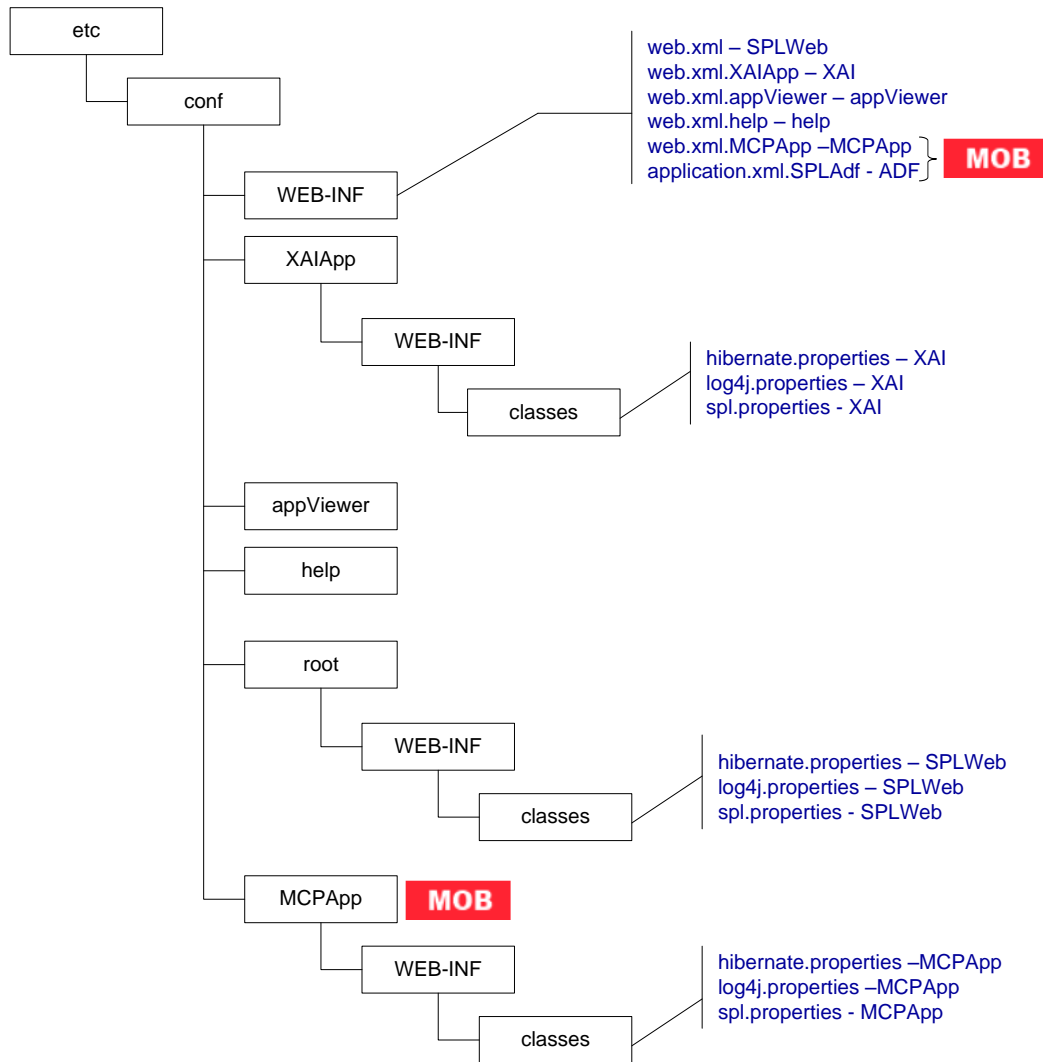 etc
conf
web.xml – SPLWeb
web.xml.XAIApp – XAI
web.xml.appViewer – appViewer
web.xml.help – help
web.xml.MCPApp –MCPApp
application.xml.SPLAdf - ADF
MOB
WEB-INF
XAIApp
WEB-INF
classes
hibernate.properties – XAI
log4j.properties – XAI
spl.properties - XAI
appViewer
help
root
WEB-INF
classes
hibernate.properties – SPLWeb
log4j.properties – SPLWeb
spl.properties - SPLWeb
MCPApp
MOB
WEB-INF
classes
hibernate.properties –MCPApp
log4j.properties –MCPApp
spl.properties - MCPApp